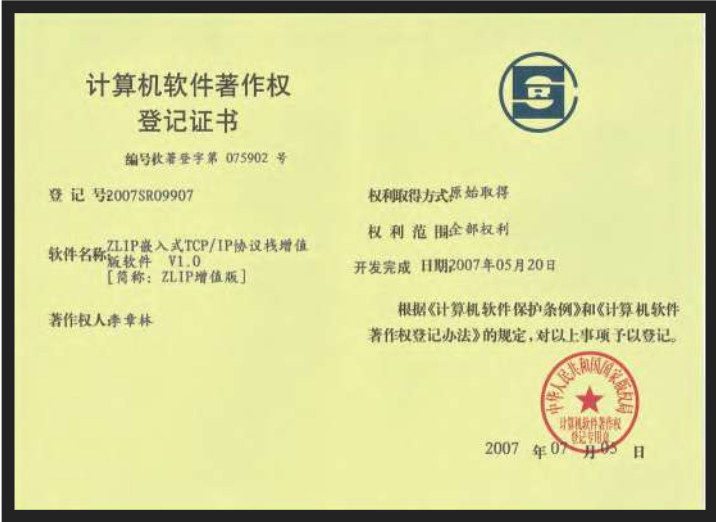 计算机软件著作权
登记证书
编号软著登字第 075902 号
登 记 号2007SR09907
软件名称ZLIP嵌入式TCP/IP协议栈增值
版软件 V1.0
[简称: ZLIP增值版]
著作权人李章林
SR
权利取得方式原始取得
权 利 范 围全部权利
开发完成 日期2007年05月20日
根据《计算机软件保护条例》和《计算机软件
著作权登记办法》的规定,对以上事项予以登记。
中华人民共和国国家版权局
计算机软件著作权
登记专用章
2007 年07 月05 日